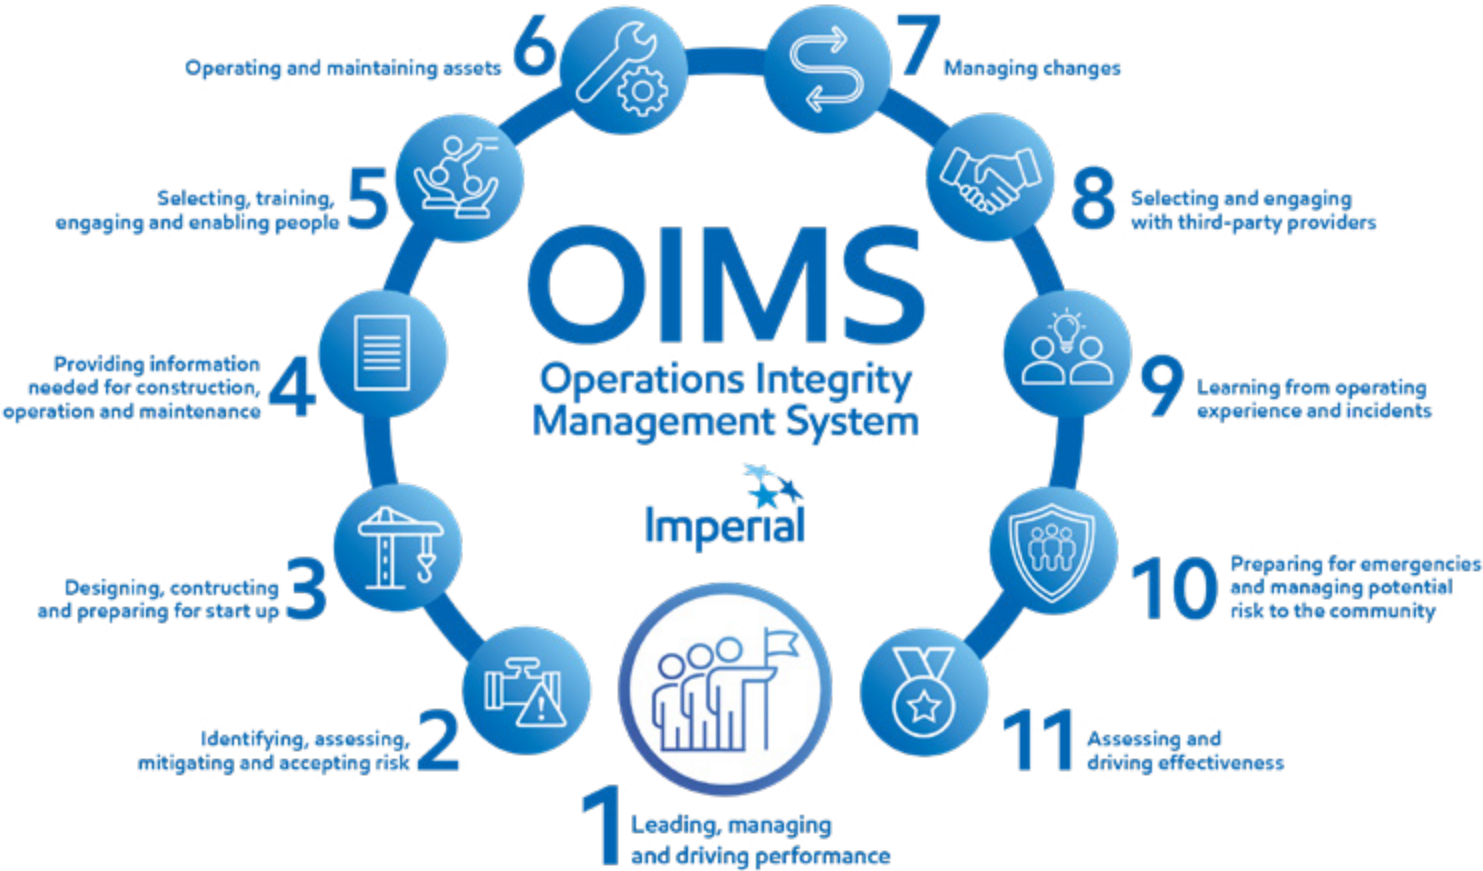 OIMS
Operations Integrity
Management System
Imperial
1
Leading, managing
and driving performance
2
Identifying, assessing,
mitigating and accepting risk
3
Designing, contructing
and preparing for start up
4
Providing information
needed for construction,
operation and maintenance
5
Selecting, training,
engaging and enabling people
6
Operating and maintaining assets
7
Managing changes
8
Selecting and engaging
with third-party providers
9
Learning from operating
experience and incidents
10
Preparing for emergencies
and managing potential
risk to the community
11
Assessing and
driving effectiveness